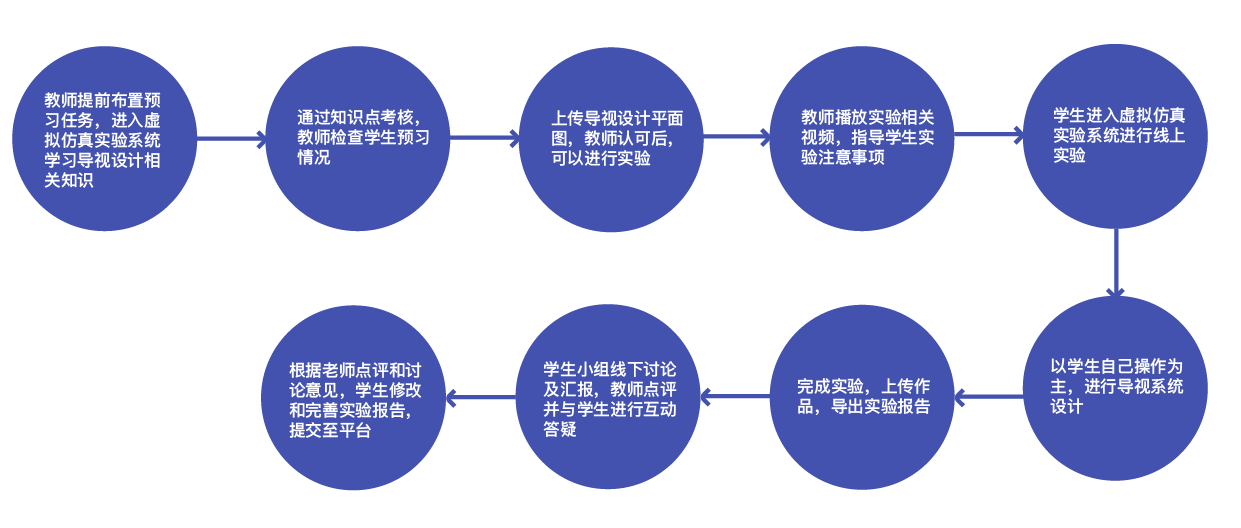 教师提前布置预
习任务，进入虚
拟仿真实验系统
学习导视设计相
关知识
通过知识点考核，
教师检查学生预习
情况
上传导视设计平面
图，教师认可后，
可以进行实验
教师播放实验相关
视频，指导学生实
验注意事项
学生进入虚拟仿真
实验系统进行线上
实验
以学生自己操作为
主，进行导视系统
设计
完成实验，上传作
品，导出实验报告
学生小组线下讨论
及汇报，教师点评
并与学生进行互动
答疑
根据老师点评和讨
论意见，学生修改
和完善实验报告，
提交至平台